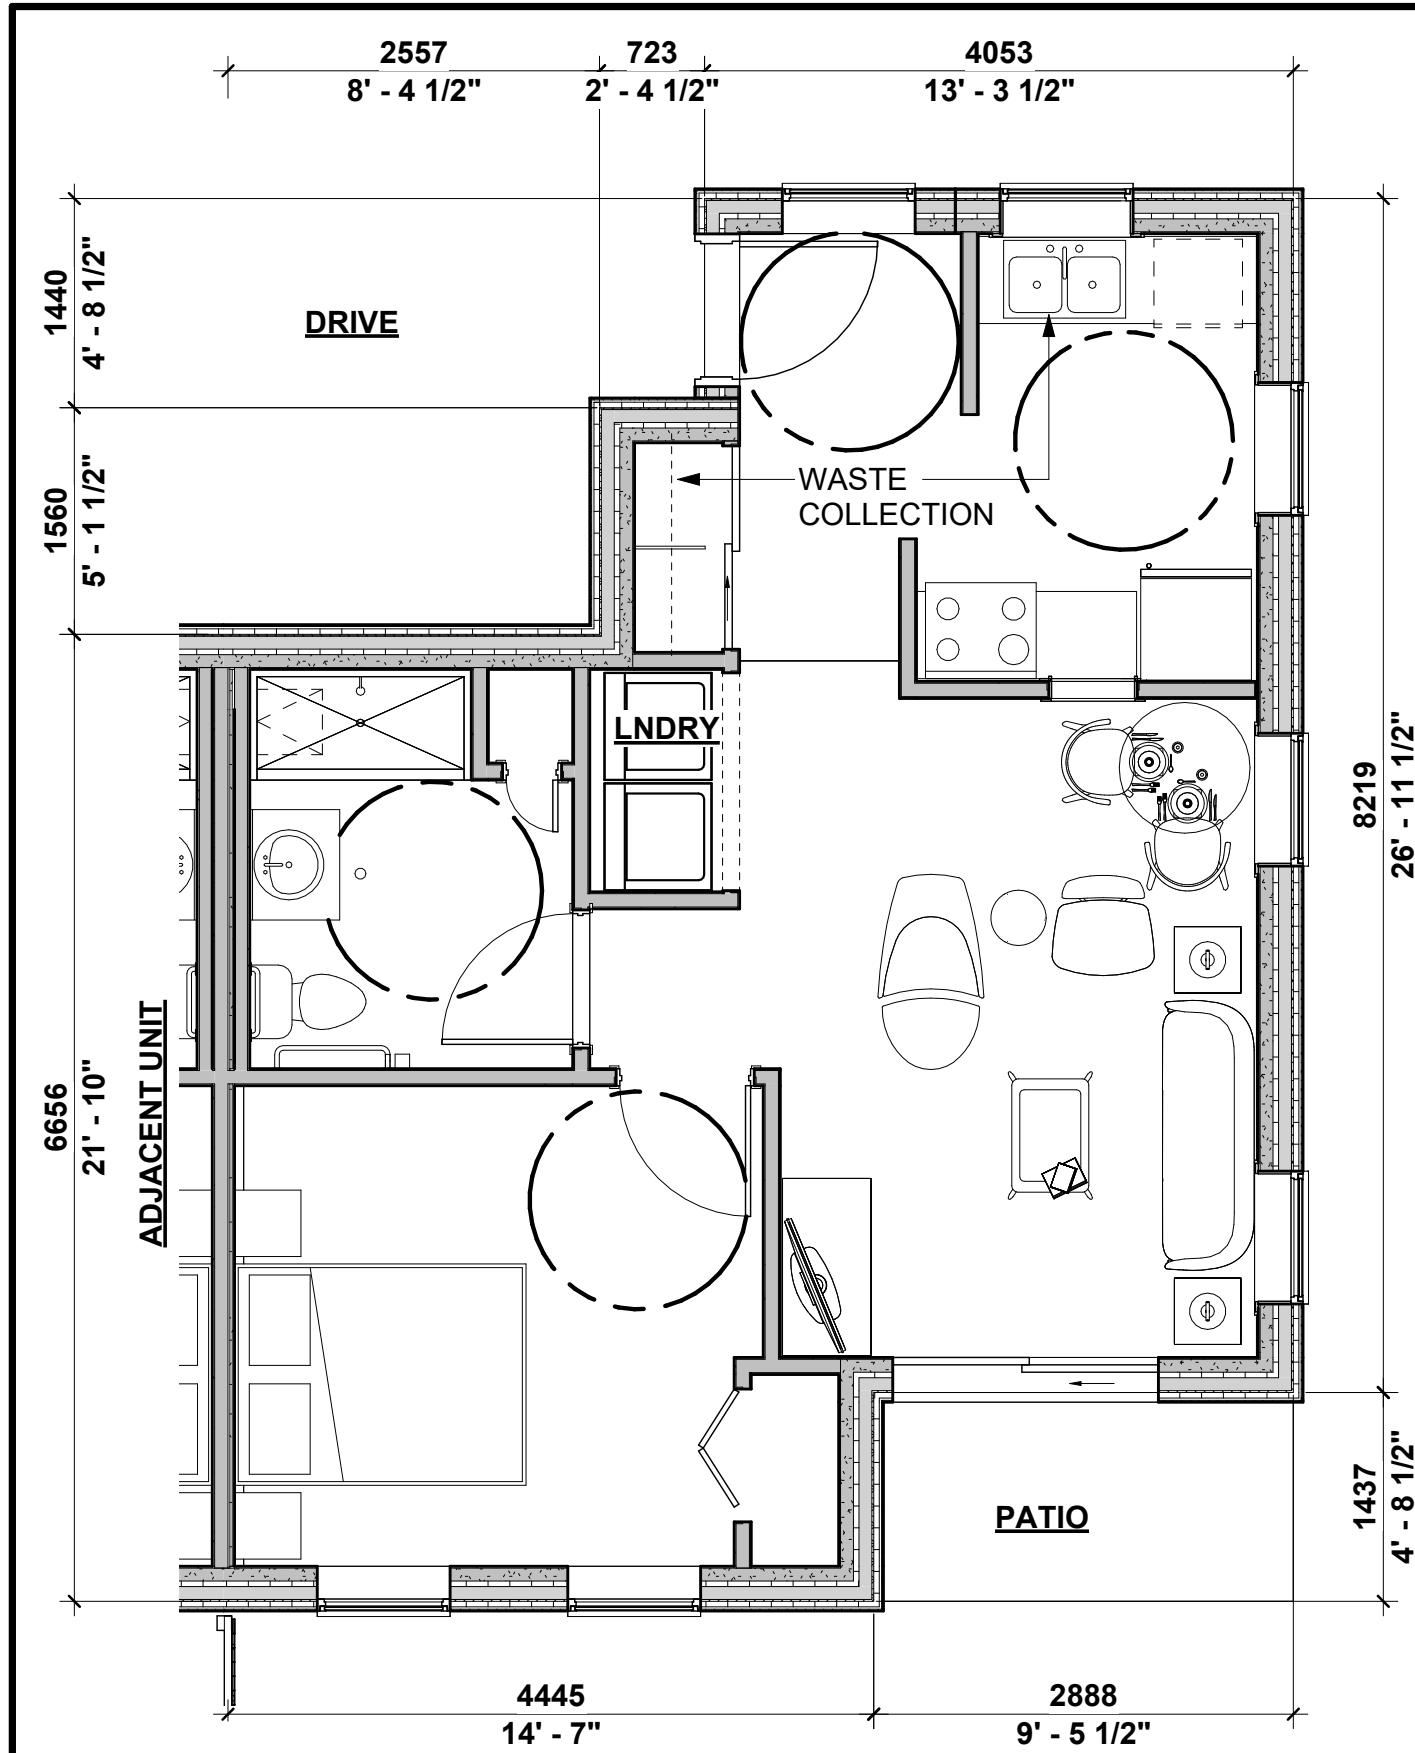 2557
8' - 4 1/2"
723
2' - 4 1/2"
4053
13' - 3 1/2"
1440
4' - 8 1/2"
DRIVE
1560
5' - 1 1/2"
WASTE
COLLECTION
LNDRY
8219
26' - 11 1/2"
ADJACENT UNIT
6656
21' - 10"
PATIO
1437
4' - 8 1/2"
4445
14' - 7"
2888
9' - 5 1/2"